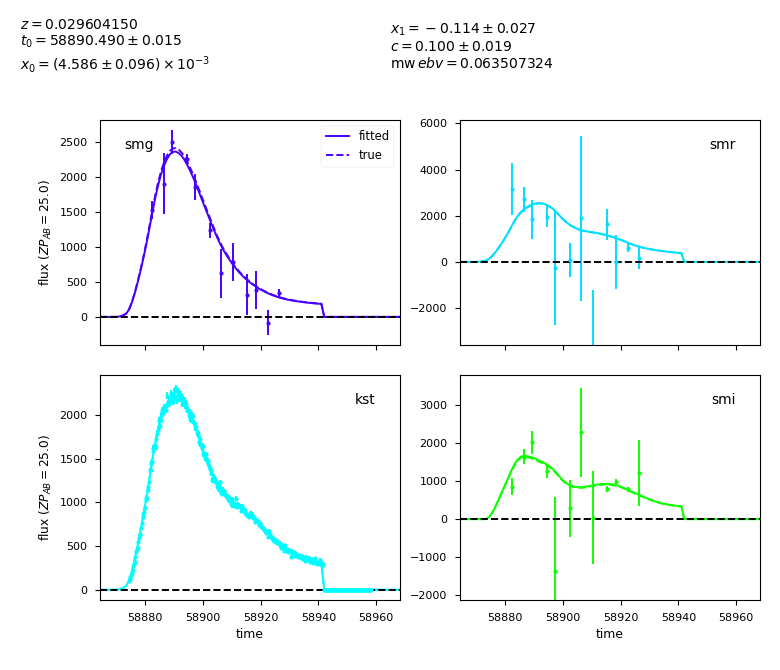 z = 0.029604150
t₀ = 58890.490 ± 0.015
x₀ = (4.586 ± 0.096) × 10⁻³
x₁ = −0.114 ± 0.027
c = 0.100 ± 0.019
mw ebv = 0.063507324
smg
fitted
true
flux (ZP_AB = 25.0)
2500
2000
1500
1000
500
0
smr
6000
4000
2000
0
−2000
kst
flux (ZP_AB = 25.0)
2000
1500
1000
500
0
58880 58900 58920 58940 58960
time
smi
3000
2000
1000
0
−1000
−2000
58880 58900 58920 58940 58960
time